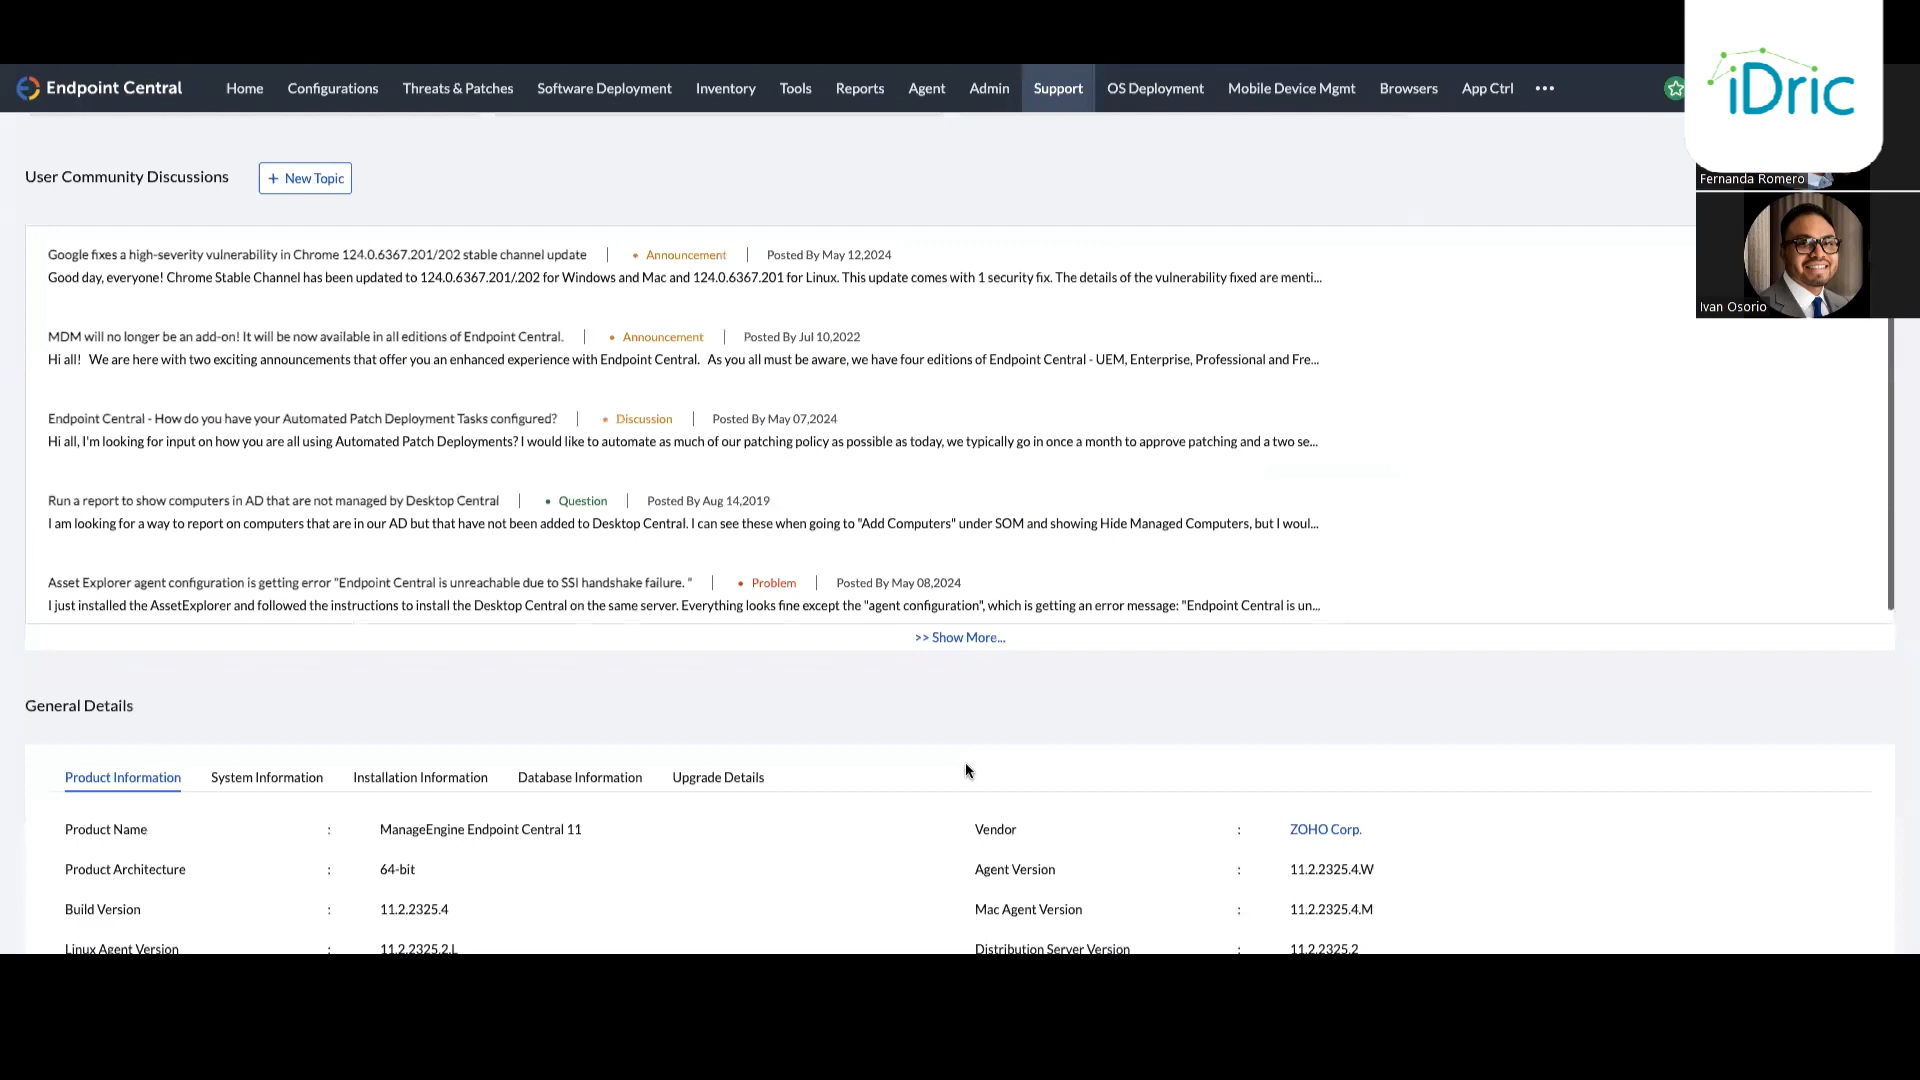 iDric
Endpoint Central Home Configurations Threats & Patches Software Deployment Inventory Tools Reports Agent Admin Support OS Deployment Mobile Device Mgmt Browsers App Ctrl •••
Fernanda Romero
Ivan Osorio
User Community Discussions + New Topic
Google fixes a high-severity vulnerability in Chrome 124.0.6367.201/202 stable channel update | • Announcement | Posted By May 12,2024
Good day, everyone! Chrome Stable Channel has been updated to 124.0.6367.201/.202 for Windows and Mac and 124.0.6367.201 for Linux. This update comes with 1 security fix. The details of the vulnerability fixed are menti...
MDM will no longer be an add-on! It will be now available in all editions of Endpoint Central. | • Announcement | Posted By Jul 10,2022
Hi all! We are here with two exciting announcements that offer you an enhanced experience with Endpoint Central. As you all must be aware, we have four editions of Endpoint Central - UEM, Enterprise, Professional and Fre...
Endpoint Central - How do you have your Automated Patch Deployment Tasks configured? | • Discussion | Posted By May 07,2024
Hi all, I'm looking for input on how you are all using Automated Patch Deployments? I would like to automate as much of our patching policy as possible as today, we typically go in once a month to approve patching and a two se...
Run a report to show computers in AD that are not managed by Desktop Central | • Question | Posted By Aug 14,2019
I am looking for a way to report on computers that are in our AD but that have not been added to Desktop Central. I can see these when going to "Add Computers" under SOM and showing Hide Managed Computers, but I woul...
Asset Explorer agent configuration is getting error "Endpoint Central is unreachable due to SSI handshake failure. " | • Problem | Posted By May 08,2024
I just installed the AssetExplorer and followed the instructions to install the Desktop Central on the same server. Everything looks fine except the "agent configuration", which is getting an error message: "Endpoint Central is un...
>> Show More...
General Details
Product Information System Information Installation Information Database Information Upgrade Details
Product Name : ManageEngine Endpoint Central 11 Vendor : ZOHO Corp.
Product Architecture : 64-bit Agent Version : 11.2.2325.4.W
Build Version : 11.2.2325.4 Mac Agent Version : 11.2.2325.4.M
Linux Agent Version : 11.2.2325.2.L Distribution Server Version : 11.2.2325.2